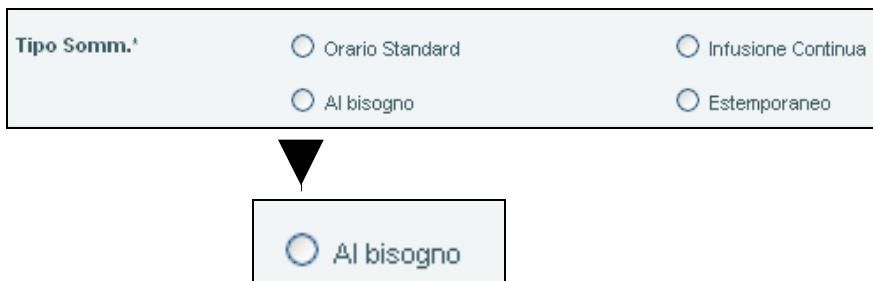 Tipo Somm.* Orario Standard Infusione Continua
Al bisogno Estemporaneo
Al bisogno